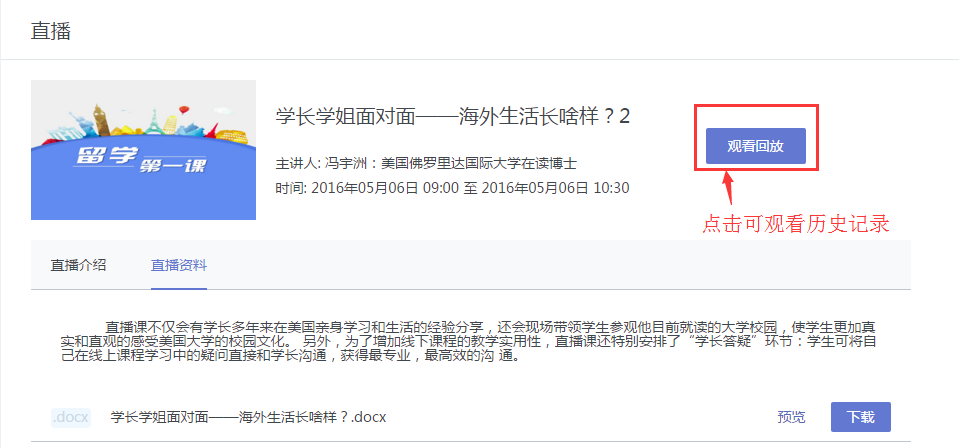 直播
留学
第一课
学长学姐面对面——海外生活长啥样？2
主讲人: 冯宇洲：美国佛罗里达国际大学在读博士
时间: 2016年05月06日 09:00 至 2016年05月06日 10:30
观看回放
点击可观看历史记录
直播介绍
直播资料
直播课不仅会有学长多年来在美国亲身学习和生活的经验分享，还会现场带领学生参观他目前就读的大学校园，使学生更加真
实和直观的感受美国大学的校园文化。 另外，为了增加线下课程的教学实用性，直播课还特别安排了“学长答疑”环节：学生可将自
己在线上课程学习中的疑问直接和学长沟通，获得最专业，最高效的沟 通。
.docx
学长学姐面对面——海外生活长啥样？.docx
预览
下载